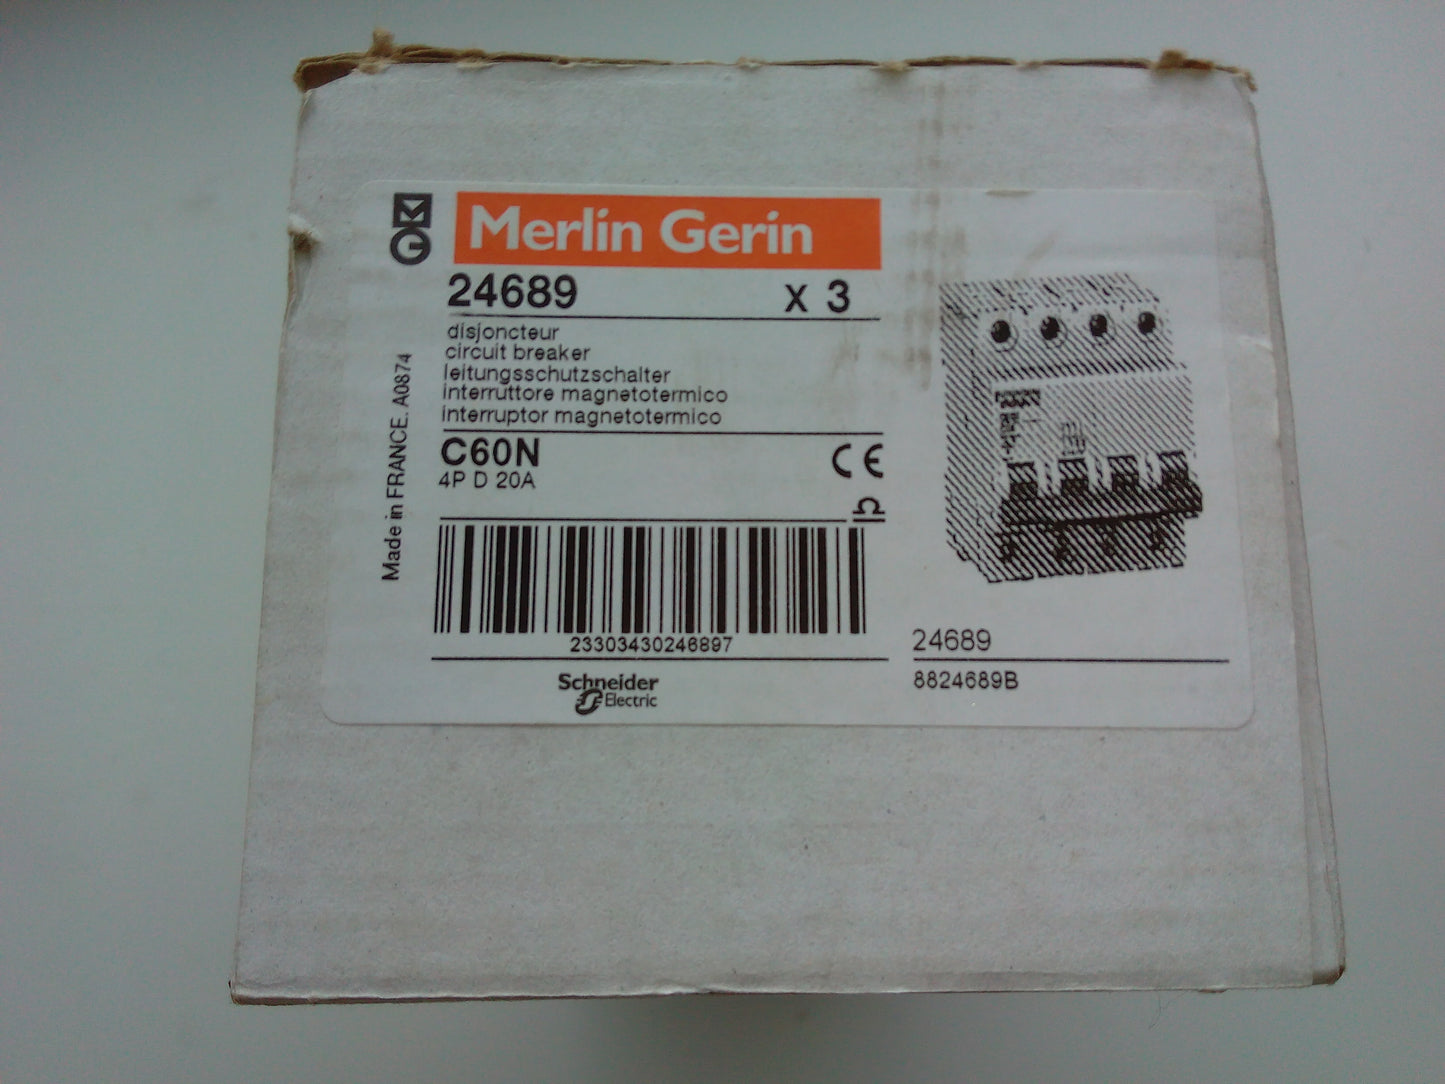 MG
Merlin Gerin
24689 x 3
disjoncteur
circuit breaker
leitungsschutzschalter
interruttore magnetotermico
interruptor magnetotermico
C60N
4P D 20A
CE
Made in FRANCE. A0874
23303430246897
Schneider
Electric
24689
8824689B